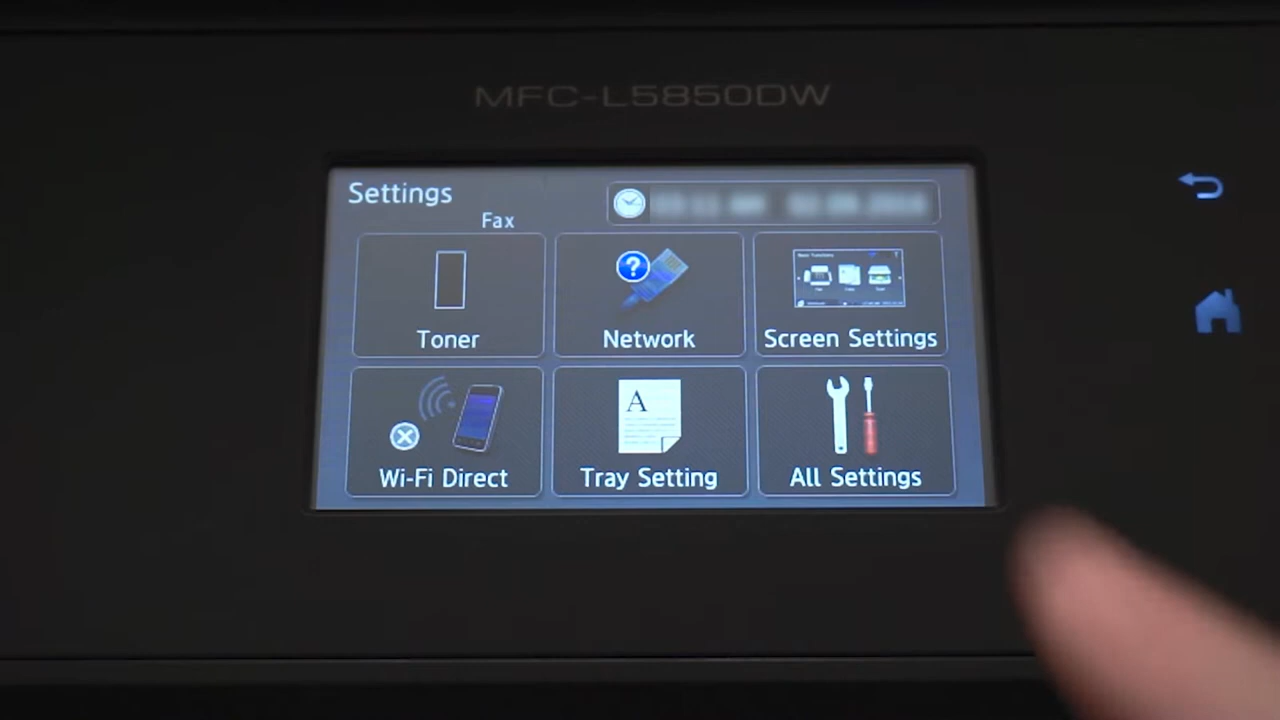 MFC-L5850DW
Settings
Fax
Toner
Network
Screen Settings
A
Wi-Fi Direct
Tray Setting
All Settings